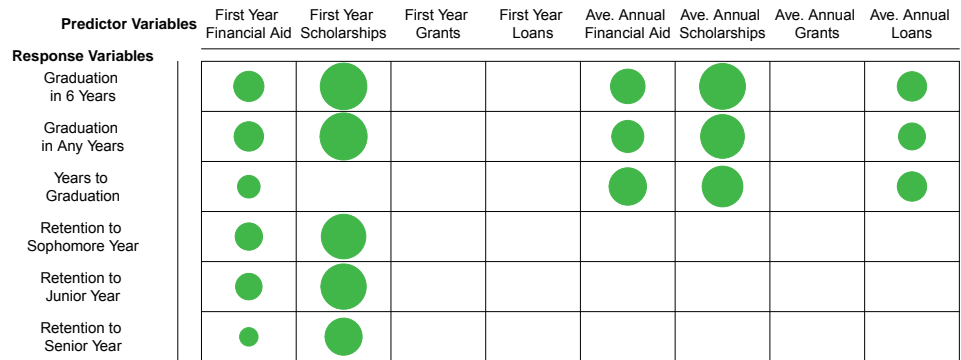 Predictor Variables
First Year
Financial Aid
First Year
Scholarships
First Year
Grants
First Year
Loans
Ave. Annual
Financial Aid
Ave. Annual
Scholarships
Ave. Annual
Grants
Ave. Annual
Loans
Response Variables
Graduation
in 6 Years
Graduation
in Any Years
Years to
Graduation
Retention to
Sophomore Year
Retention to
Junior Year
Retention to
Senior Year